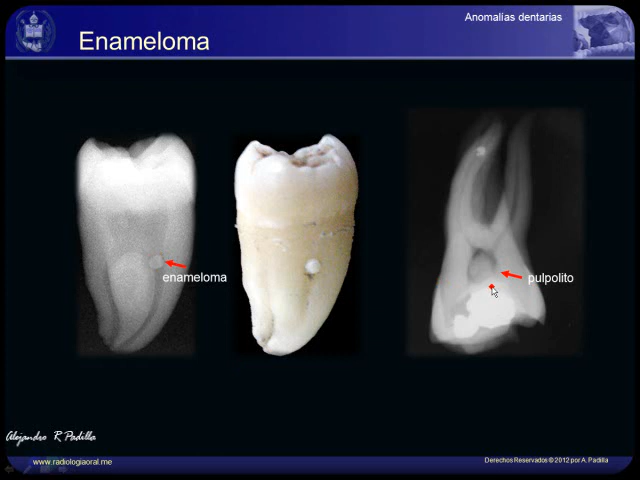 Anomalías dentarias
Enameloma
enameloma
pulpolito
Alejandro R Padilla
www.radiologiaoral.me
Derechos Reservados © 2012 por A. Padilla